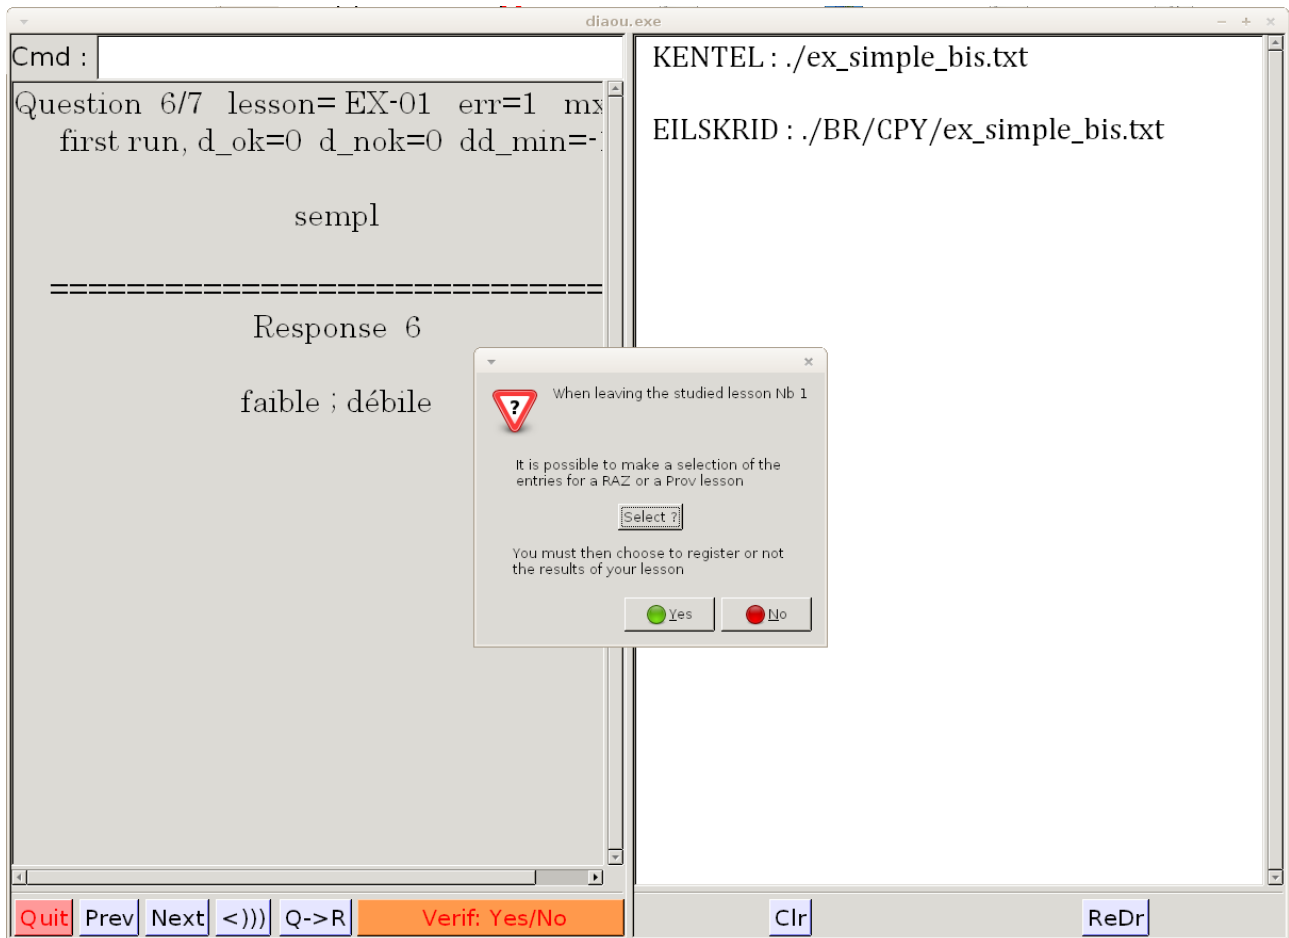 diaou.exe
Cmd :
Question 6/7 lesson= EX-01 err=1 mx
first run, d_ok=0 d_nok=0 dd_min=-
sempl
==============================
Response 6
faible ; débile
KENTEL : ./ex_simple_bis.txt
EILSKRID : ./BR/CPY/ex_simple_bis.txt
When leaving the studied lesson Nb 1
It is possible to make a selection of the
entries for a RAZ or a Prov lesson
Select ?
You must then choose to register or not
the results of your lesson
Yes No
Quit Prev Next <))) Q->R Verif: Yes/No Clr ReDr